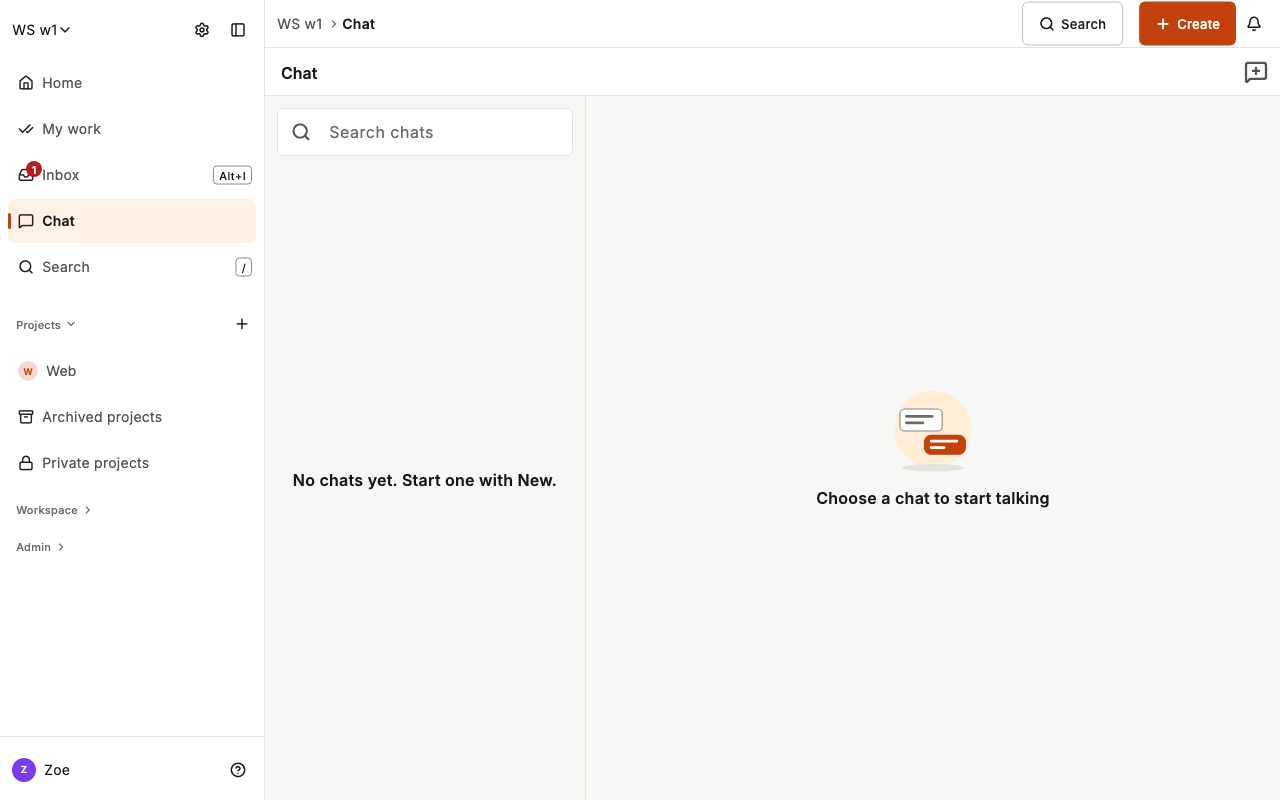 WS w1
Home
My work
1
Inbox
Alt+I
Chat
Search
/
Projects
W
Web
Archived projects
Private projects
Workspace
Admin
Z
Zoe
WS w1 > Chat
Search
Create
Chat
Search chats
No chats yet. Start one with New.
Choose a chat to start talking